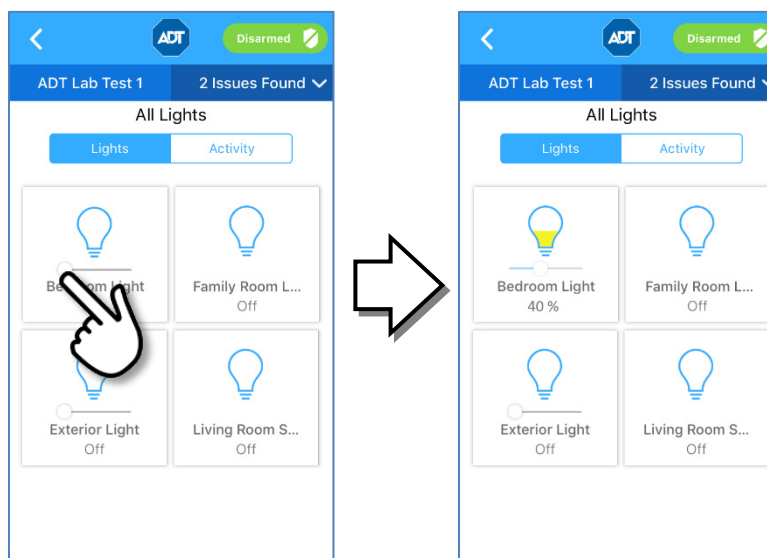 ADT Disarmed
ADT Lab Test 1 2 Issues Found
All Lights
Lights Activity
Bedroom Light Family Room L...
Off
Exterior Light Living Room S...
Off Off
ADT Disarmed
ADT Lab Test 1 2 Issues Found
All Lights
Lights Activity
Bedroom Light Family Room L...
40 % Off
Exterior Light Living Room S...
Off Off